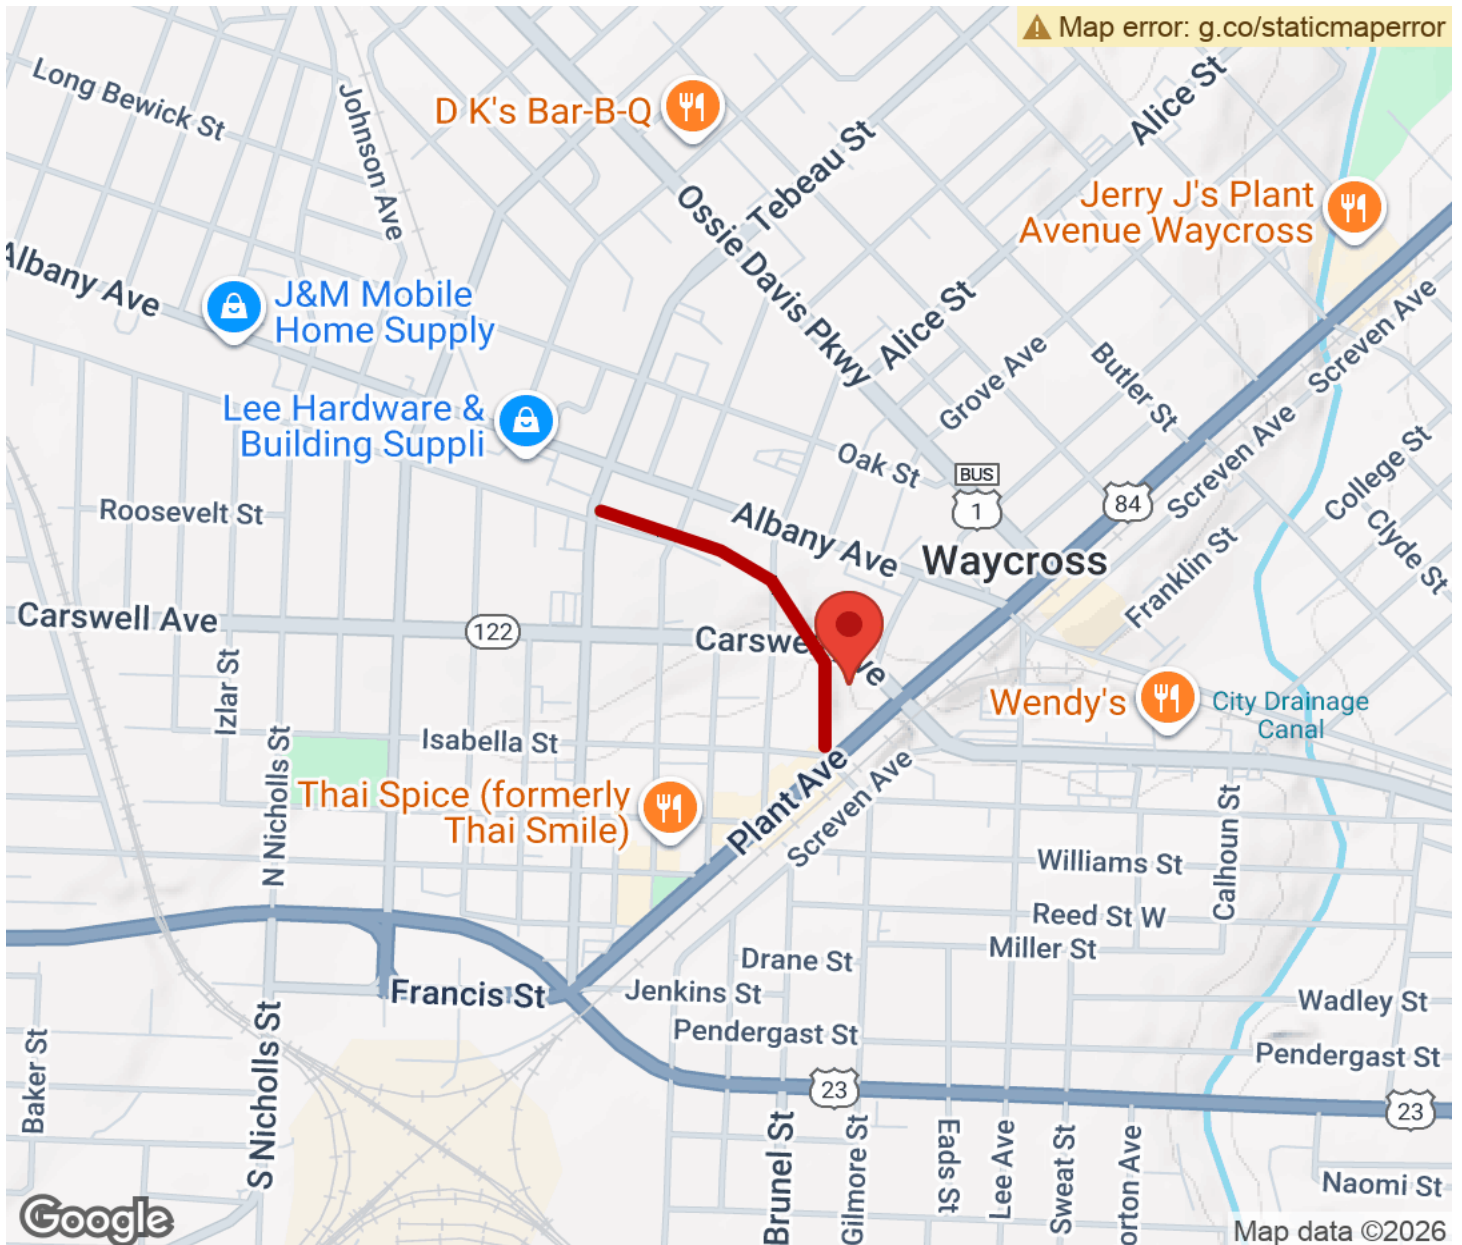 Map error: g.co/staticmaperror
Long Bewick St
Johnson Ave
D K's Bar-B-Q
Tebeau St
Alice St
Ossie Davis Pkwy
Jerry J's Plant
Avenue Waycross
Albany Ave
J&M Mobile
Home Supply
Alice St
Grove Ave
Butler St
Screven Ave
Lee Hardware &
Building Suppli
Oak St
BUS
1
84
Screven Ave
College St
Clyde St
Roosevelt St
Albany Ave
Waycross
Franklin St
Carswell Ave
122
Carswe
ve
Izlar St
Wendy's
City Drainage
Canal
N Nicholls St
Isabella St
Thai Spice (formerly
Thai Smile)
Plant Ave
Screven Ave
Williams St
Calhoun St
Reed St W
Miller St
Drane St
Francis St
Jenkins St
Wadley St
Pendergast St
Pendergast St
S Nicholls St
Baker St
23
23
Brunel St
Gilmore St
Eads St
Lee Ave
Sweat St
orton Ave
Naomi St
Google
Map data ©2026